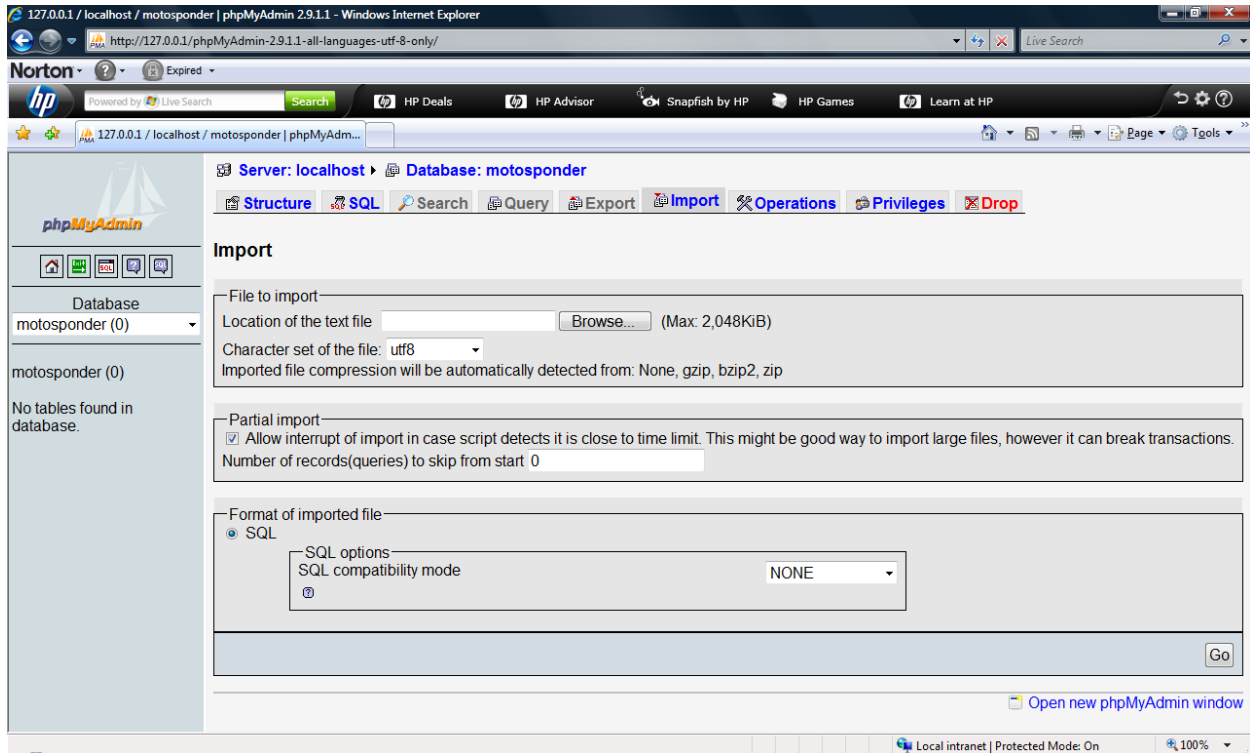 127.0.0.1 / localhost / motosponder | phpMyAdmin 2.9.1.1 - Windows Internet Explorer
http://127.0.0.1/phpMyAdmin-2.9.1.1-all-languages-utf-8-only/ Live Search
Norton Expired
hp Powered by Live Search Search HP Deals HP Advisor Snapfish by HP HP Games Learn at HP
127.0.0.1 / localhost / motosponder | phpMyAdm... Page Tools
phpMyAdmin
SQL
Database
motosponder (0)
motosponder (0)
No tables found in
database.
Server: localhost Database: motosponder
Structure SQL Search Query Export Import Operations Privileges Drop
Import
File to import
Location of the text file Browse... (Max: 2,048KiB)
Character set of the file: utf8
Imported file compression will be automatically detected from: None, gzip, bzip2, zip
Partial import
Allow interrupt of import in case script detects it is close to time limit. This might be good way to import large files, however it can break transactions.
Number of records(queries) to skip from start 0
Format of imported file
SQL
SQL options
SQL compatibility mode NONE
Go
Open new phpMyAdmin window
Local intranet | Protected Mode: On 100%